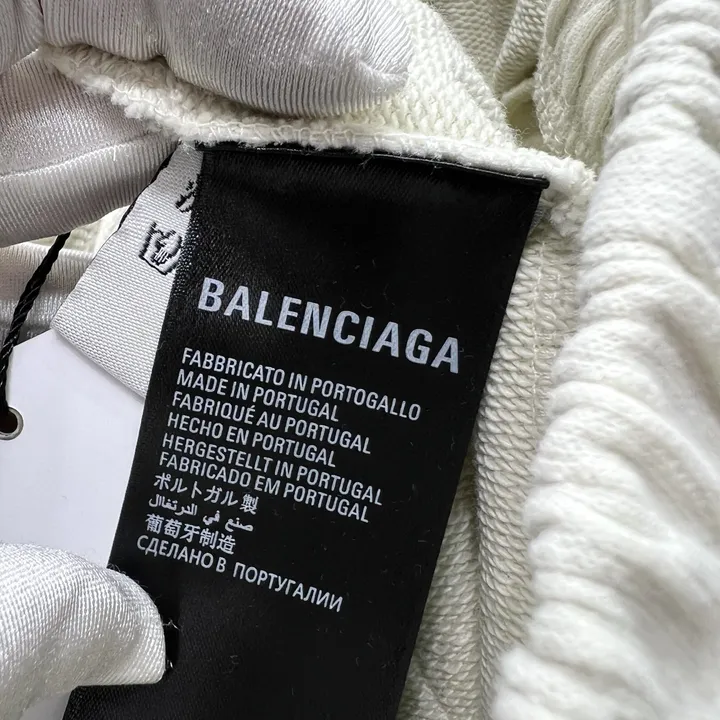 BALENCIAGA
FABBRICATO IN PORTOGALLO
MADE IN PORTUGAL
FABRIQUÉ AU PORTUGAL
HECHO EN PORTUGAL
HERGESTELLT IN PORTUGAL
FABRICADO EM PORTUGAL
ポルトガル製
صنع في البرتغال
葡萄牙制造
СДЕЛАНО В ПОРТУГАЛИИ